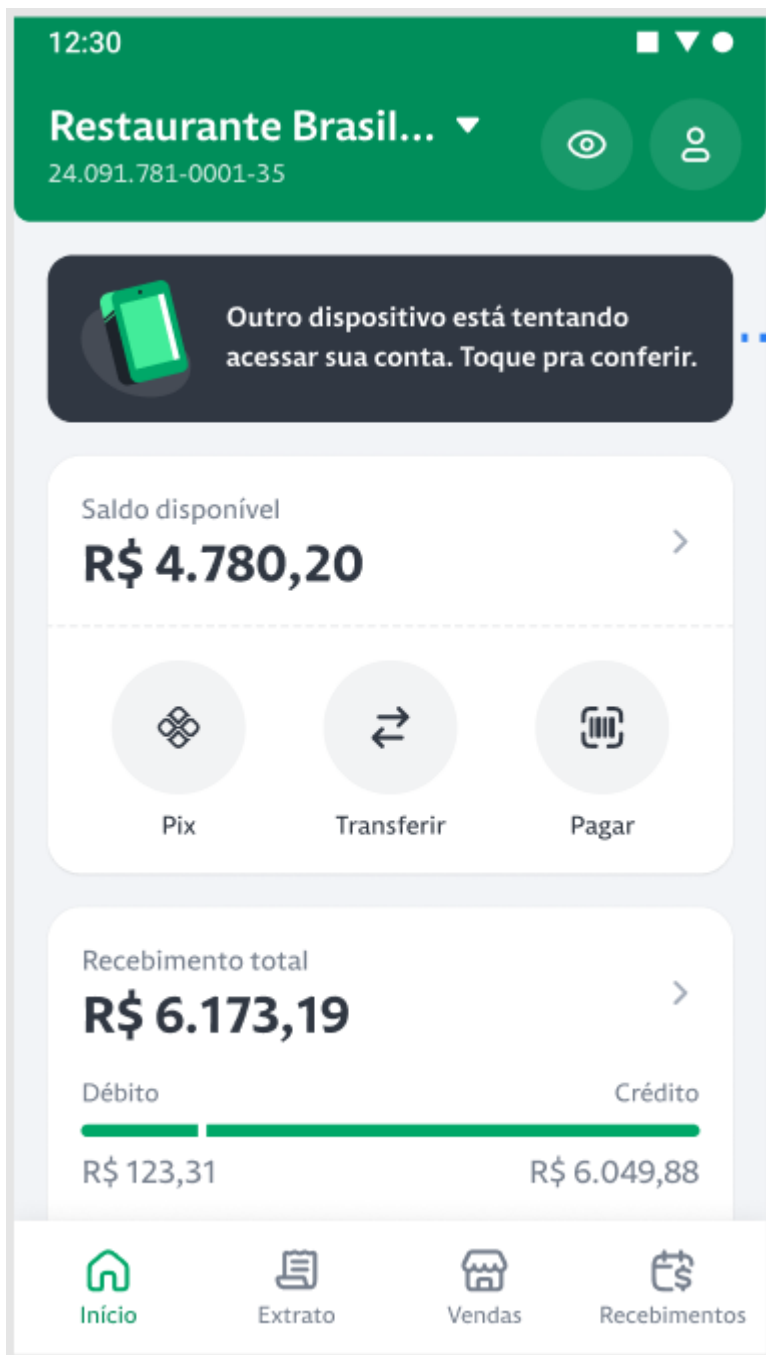 12:30
Restaurante Brasil...
24.091.781-0001-35
Outro dispositivo está tentando
acessar sua conta. Toque pra conferir.
Saldo disponível
R$ 4.780,20
Pix Transferir Pagar
Recebimento total
R$ 6.173,19
Débito Crédito
R$ 123,31 R$ 6.049,88
Início Extrato Vendas Recebimentos